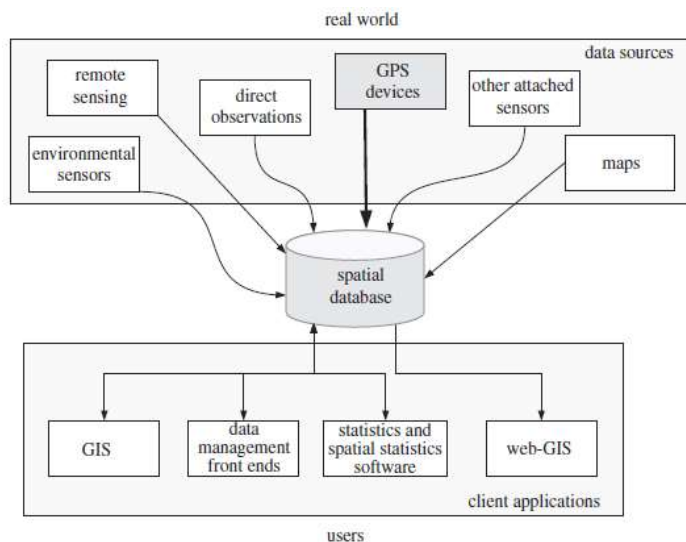 real world
data sources
remote
sensing
direct
observations
GPS
devices
other attached
sensors
environmental
sensors
maps
spatial
database
GIS
data
management
front ends
statistics and
spatial statistics
software
web-GIS
client applications
users